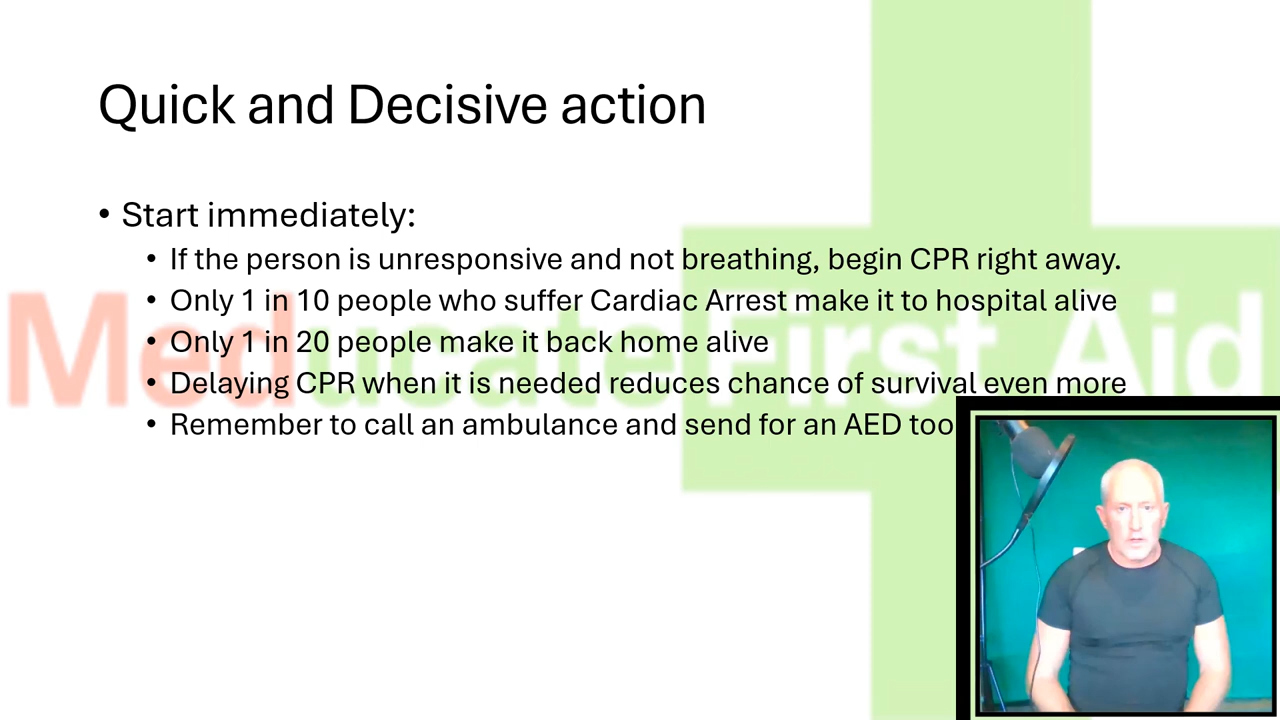 Quick and Decisive action
• Start immediately:
• If the person is unresponsive and not breathing, begin CPR right away.
• Only 1 in 10 people who suffer Cardiac Arrest make it to hospital alive
• Only 1 in 20 people make it back home alive
• Delaying CPR when it is needed reduces chance of survival even more
• Remember to call an ambulance and send for an AED too
Meducate First Aid